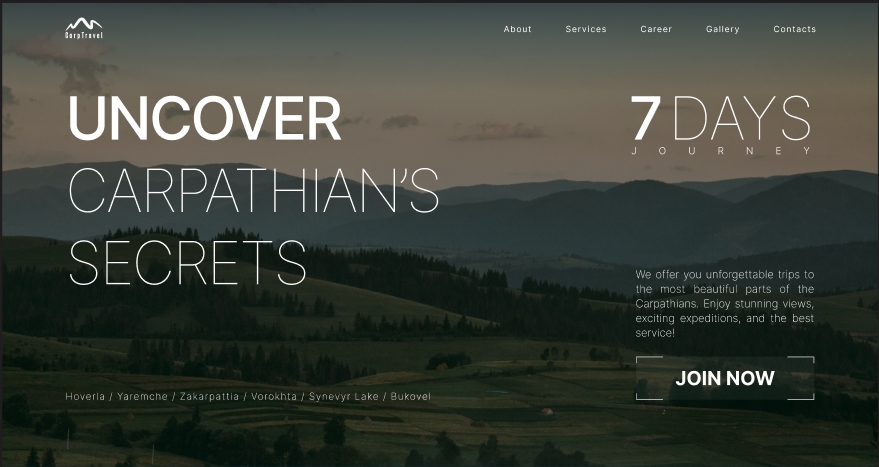 CarpTravel
About Services Career Gallery Contacts
UNCOVER
CARPATHIAN'S
SECRETS
7 DAYS
JOURNEY
We offer you unforgettable trips to
the most beautiful parts of the
Carpathians. Enjoy stunning views,
exciting expeditions, and the best
service!
JOIN NOW
Hoverla / Yaremche / Zakarpattia / Vorokhta / Synevyr Lake / Bukovel